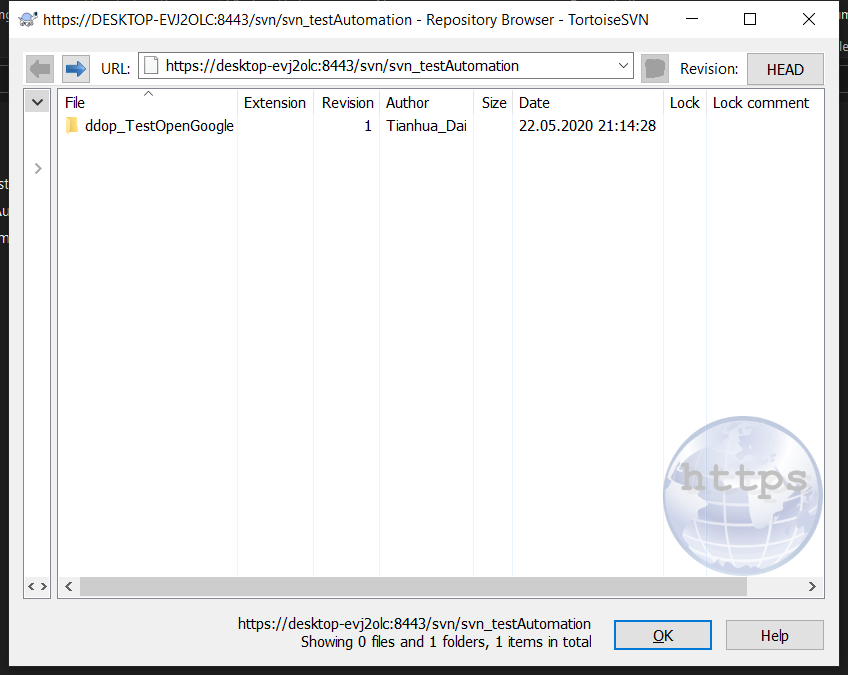 https://DESKTOP-EVJ2OLC:8443/svn/svn_testAutomation - Repository Browser - TortoiseSVN
URL: https://desktop-evj2olc:8443/svn/svn_testAutomation Revision: HEAD
File Extension Revision Author Size Date Lock Lock comment
ddop_TestOpenGoogle 1 Tianhua_Dai 22.05.2020 21:14:28
https
https://desktop-evj2olc:8443/svn/svn_testAutomation
Showing 0 files and 1 folders, 1 items in total
OK Help